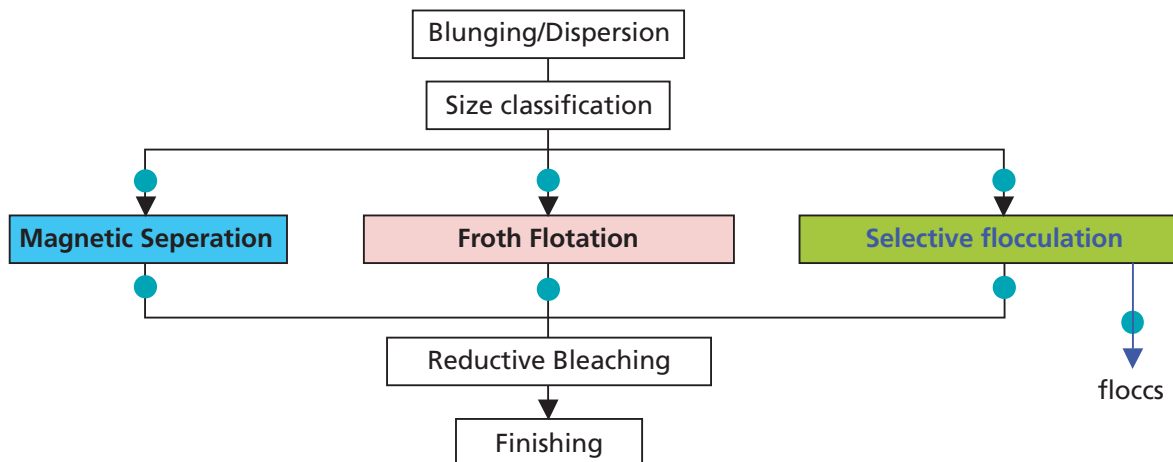 Blunging/Dispersion
Size classification
Magnetic Seperation
Froth Flotation
Selective flocculation
Reductive Bleaching
floccs
Finishing